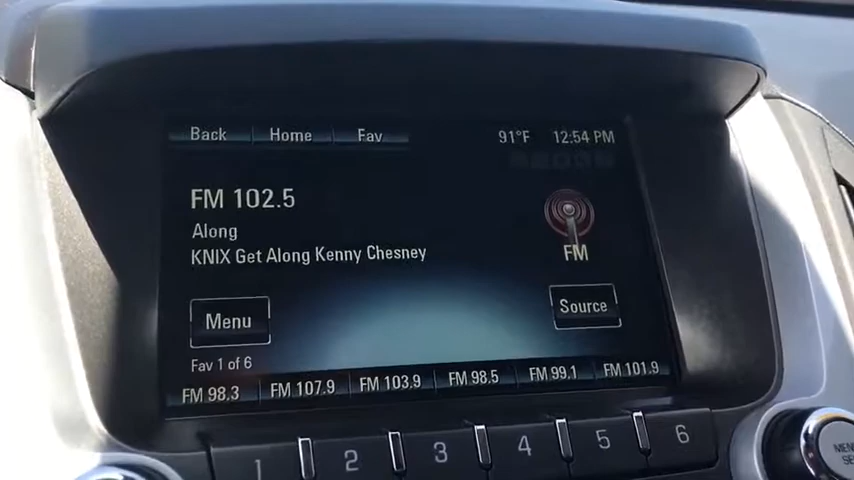 Back Home Fav 91°F 12:54 PM
FM 102.5
Along
KNIX Get Along Kenny Chesney
FM
Menu
Source
Fav 1 of 6
FM 98.3 FM 107.9 FM 103.9 FM 98.5 FM 99.1 FM 101.9
1 2 3 4 5 6
MENU